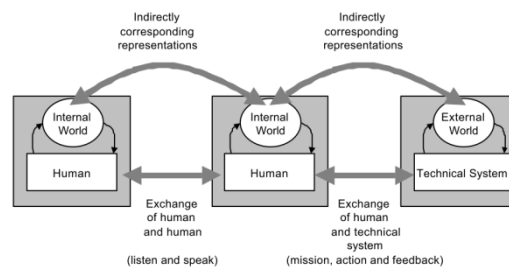 Indirectly
corresponding
representations
Indirectly
corresponding
representations
Internal
World
Internal
World
External
World
Human
Human
Technical System
Exchange
of human
and human
(listen and speak)
Exchange
of human
and technical
system
(mission, action and feedback)